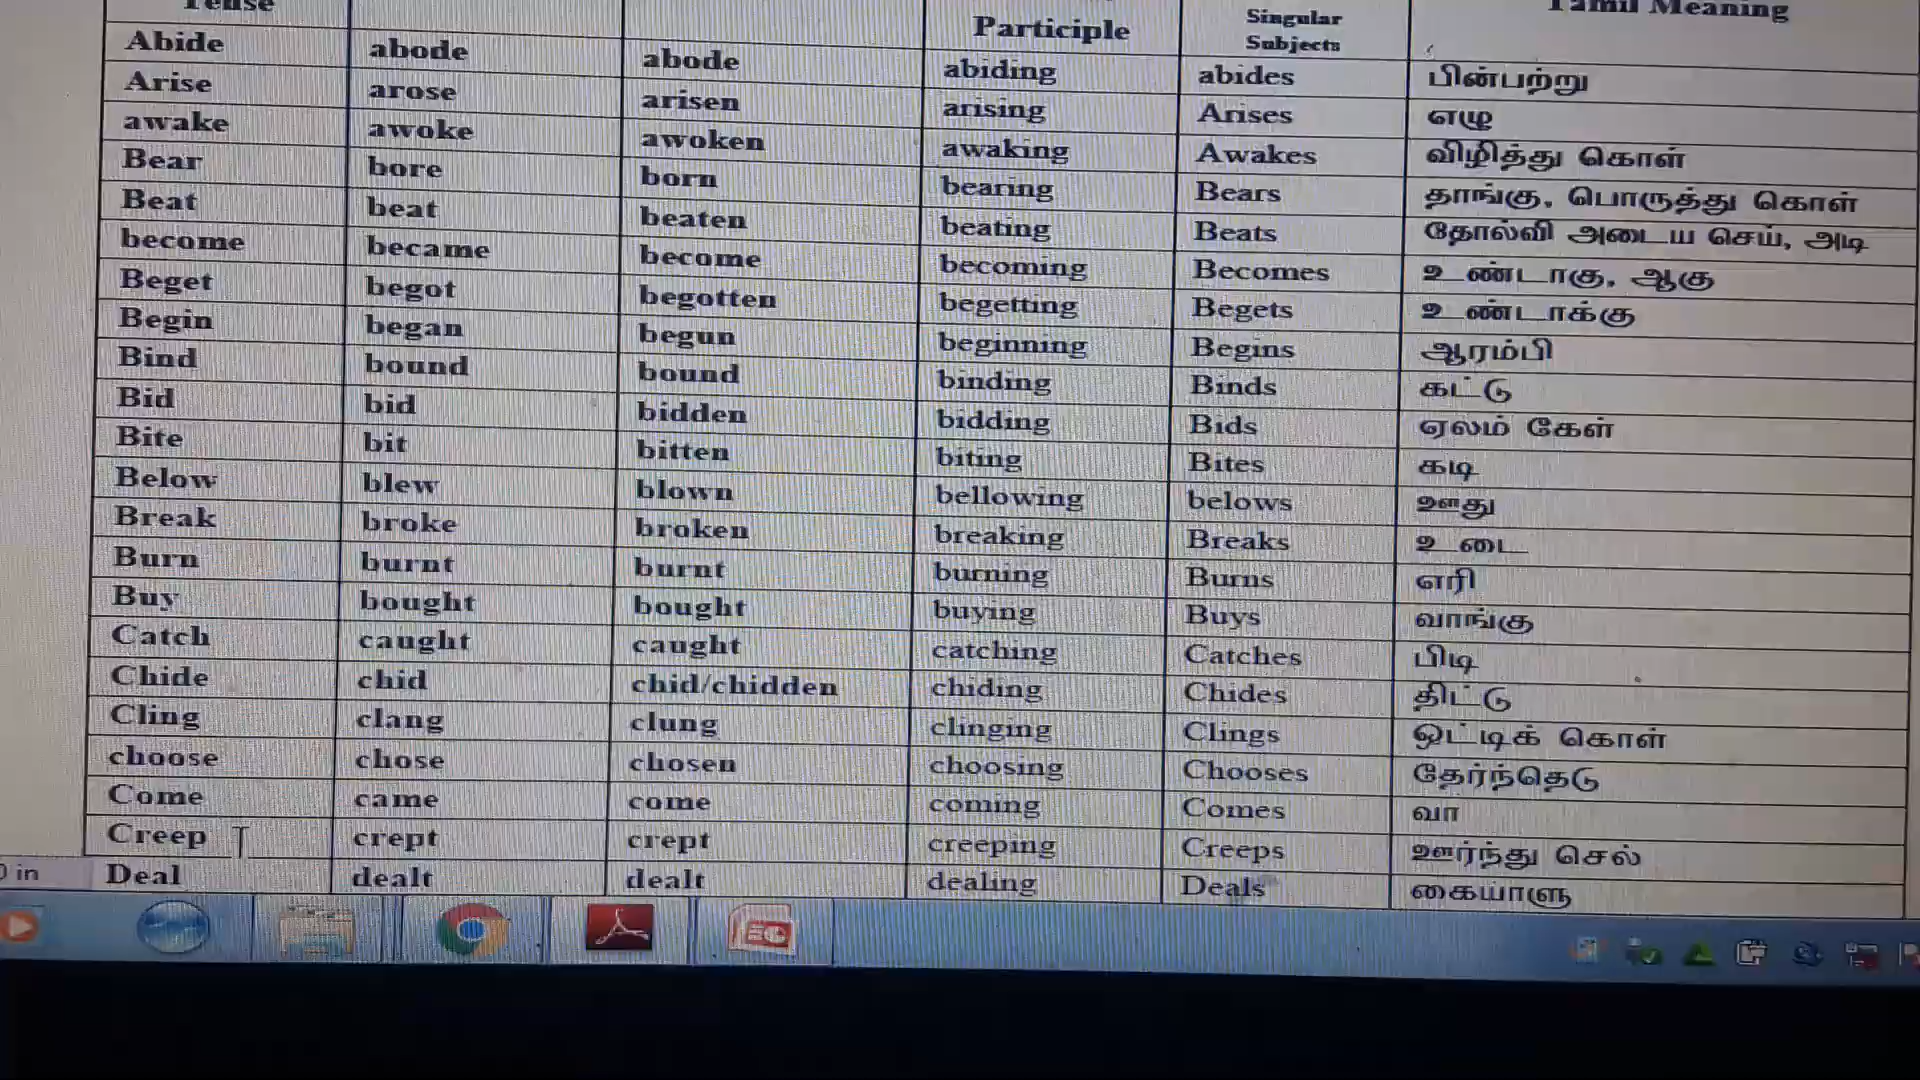 Tense Participle Singular Subjects Tamil Meaning
Abide abode abode abiding abides பின்பற்று
Arise arose arisen arising Arises எழு
awake awoke awoken awaking Awakes விழித்து கொள்
Bear bore born bearing Bears தாங்கு, பொருத்து கொள்
Beat beat beaten beating Beats தோல்வி அடைய செய், அடி
become became become becoming Becomes உண்டாகு, ஆகு
Beget begot begotten begetting Begets உண்டாக்கு
Begin began begun beginning Begins ஆரம்பி
Bind bound bound binding Binds கட்டு
Bid bid bidden bidding Bids ஏலம் கேள்
Bite bit bitten biting Bites கடி
Below blew blown bellowing belows ஊது
Break broke broken breaking Breaks உடை
Burn burnt burnt burning Burns எரி
Buy bought bought buying Buys வாங்கு
Catch caught caught catching Catches பிடி
Chide chid chid/chidden chiding Chides திட்டு
Cling clang clung clinging Clings ஒட்டிக் கொள்
choose chose chosen choosing Chooses தேர்ந்தெடு
Come came come coming Comes வா
Creep crept crept creeping Creeps ஊர்ந்து செல்
Deal dealt dealt dealing Deals கையாளு
in